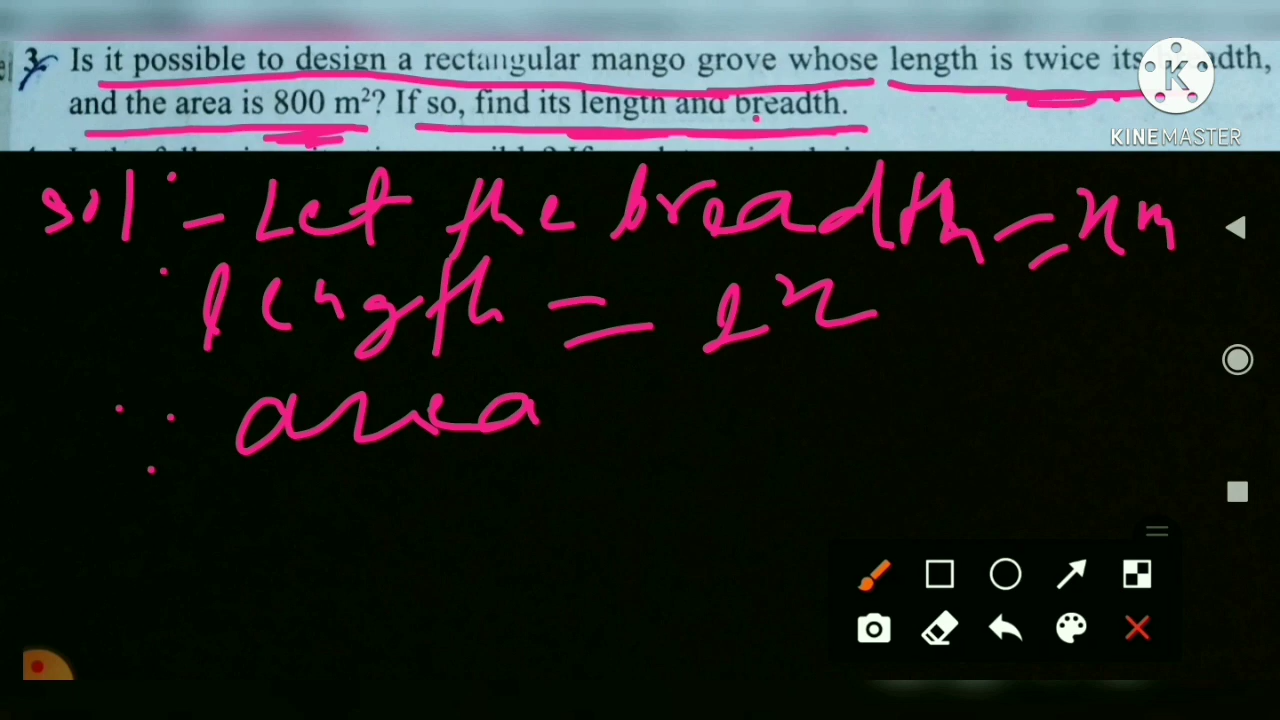 3. Is it possible to design a rectangular mango grove whose length is twice its breadth,
and the area is 800 m²? If so, find its length and breadth.
K
KINEMASTER
sol - Let the breadth = x m
length = 2x
∵ area